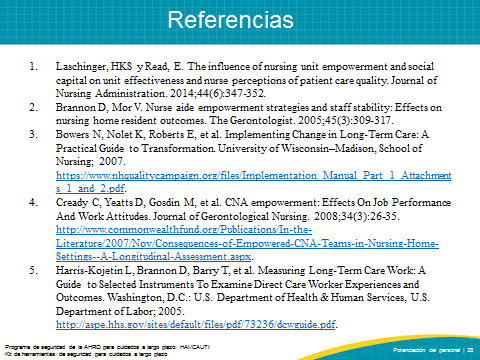 Referencias
1. Laschinger, HKS y Read, E. The influence of nursing unit empowerment and social
capital on unit effectiveness and nurse perceptions of patient care quality. Journal of
Nursing Administration. 2014;44(6):347-352.
2. Brannon D, Mor V. Nurse aide empowerment strategies and staff stability: Effects on
nursing home resident outcomes. The Gerontologist. 2005;45(3):309-317.
3. Bowers N, Nolet K, Roberts E, et al. Implementing Change in Long-Term Care: A
Practical Guide to Transformation. University of Wisconsin–Madison, School of
Nursing; 2007.
https://www.nhqualitycampaign.org/files/Implementation_Manual_Part_1_Attachment
s_1_and_2.pdf.
4. Cready C, Yeatts D, Gosdin M, et al. CNA empowerment: Effects On Job Performance
And Work Attitudes. Journal of Gerontological Nursing. 2008;34(3):26-35.
http://www.commonwealthfund.org/Publications/In-the-
Literature/2007/Nov/Consequences-of-Empowered-CNA-Teams-in-Nursing-Home-
Settings--A-Longitudinal-Assessment.aspx.
5. Harris-Kojetin L, Brannon D, Barry T, et al. Measuring Long-Term Care Work: A
Guide to Selected Instruments To Examine Direct Care Worker Experiences and
Outcomes. Washington, D.C.: U.S. Department of Health & Human Services, U.S.
Department of Labor; 2005.
http://aspe.hhs.gov/sites/default/files/pdf/73236/dcwguide.pdf.
Programa de seguridad de la AHRQ para cuidados a largo plazo: HAI/CAUTI
Kit de herramientas de seguridad para cuidados a largo plazo
Potenciación del personal | 28